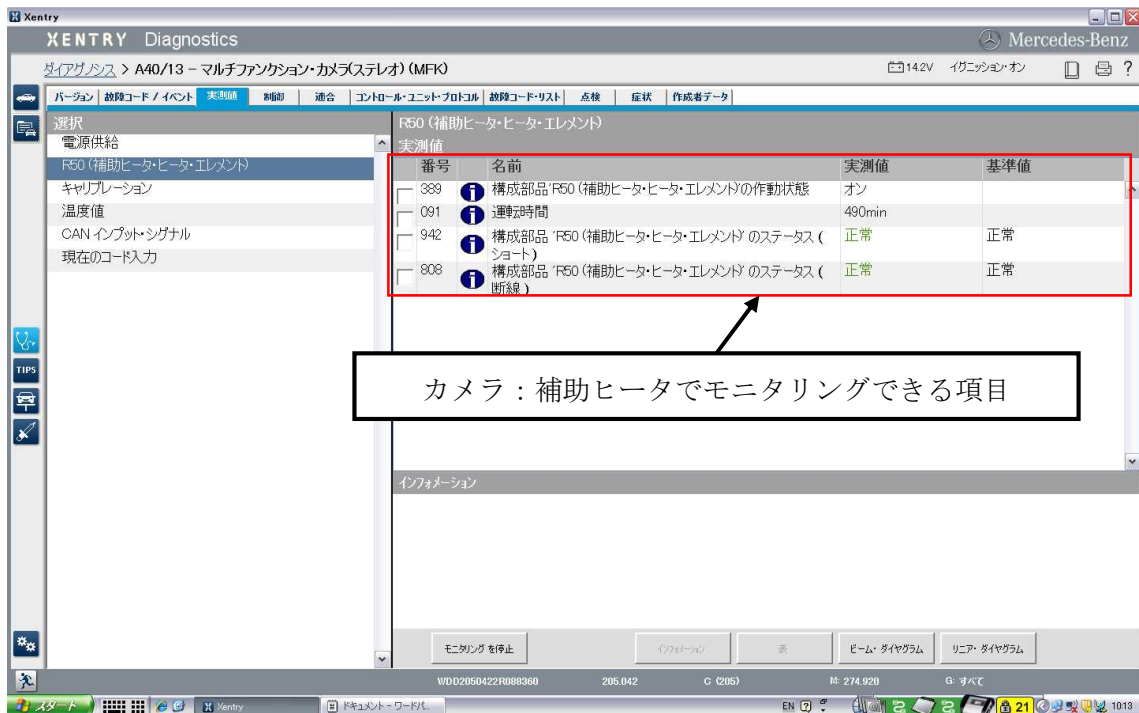 Xentry
XENTRY Diagnostics
Mercedes-Benz
ダイアグノシス > A40/13 - マルチファンクション・カメラ(ステレオ) (MFK)
14.2V イグニッション・オン
?
バージョン 故障コード / イベント 実測値 制御 適合 コントロール・ユニット・プロトコル 故障コード・リスト 点検 症状 作成者データ
選択
電源供給
R50 (補助ヒータ・ヒータ・エレメント)
キャリブレーション
温度値
CAN インプット・シグナル
現在のコード入力
R50 (補助ヒータ・ヒータ・エレメント)
実測値
番号 名前 実測値 基準値
389 構成部品'R50 (補助ヒータ・ヒータ・エレメント)'の作動状態 オン
091 運転時間 490min
942 構成部品 'R50 (補助ヒータ・ヒータ・エレメント)' のステータス ( 正常 正常
ショート )
808 構成部品 'R50 (補助ヒータ・ヒータ・エレメント)' のステータス ( 正常 正常
断線 )
カメラ：補助ヒータでモニタリングできる項目
TIPS
インフォメーション
モニタリング を停止 インフォメーション 表 ビーム・ダイヤグラム リニア・ダイヤグラム
WDD2050422R088360 205.042 C (205) M: 274.920 G: すべて
スタート Xentry ドキュメント - ワードパ... EN 21 10:13